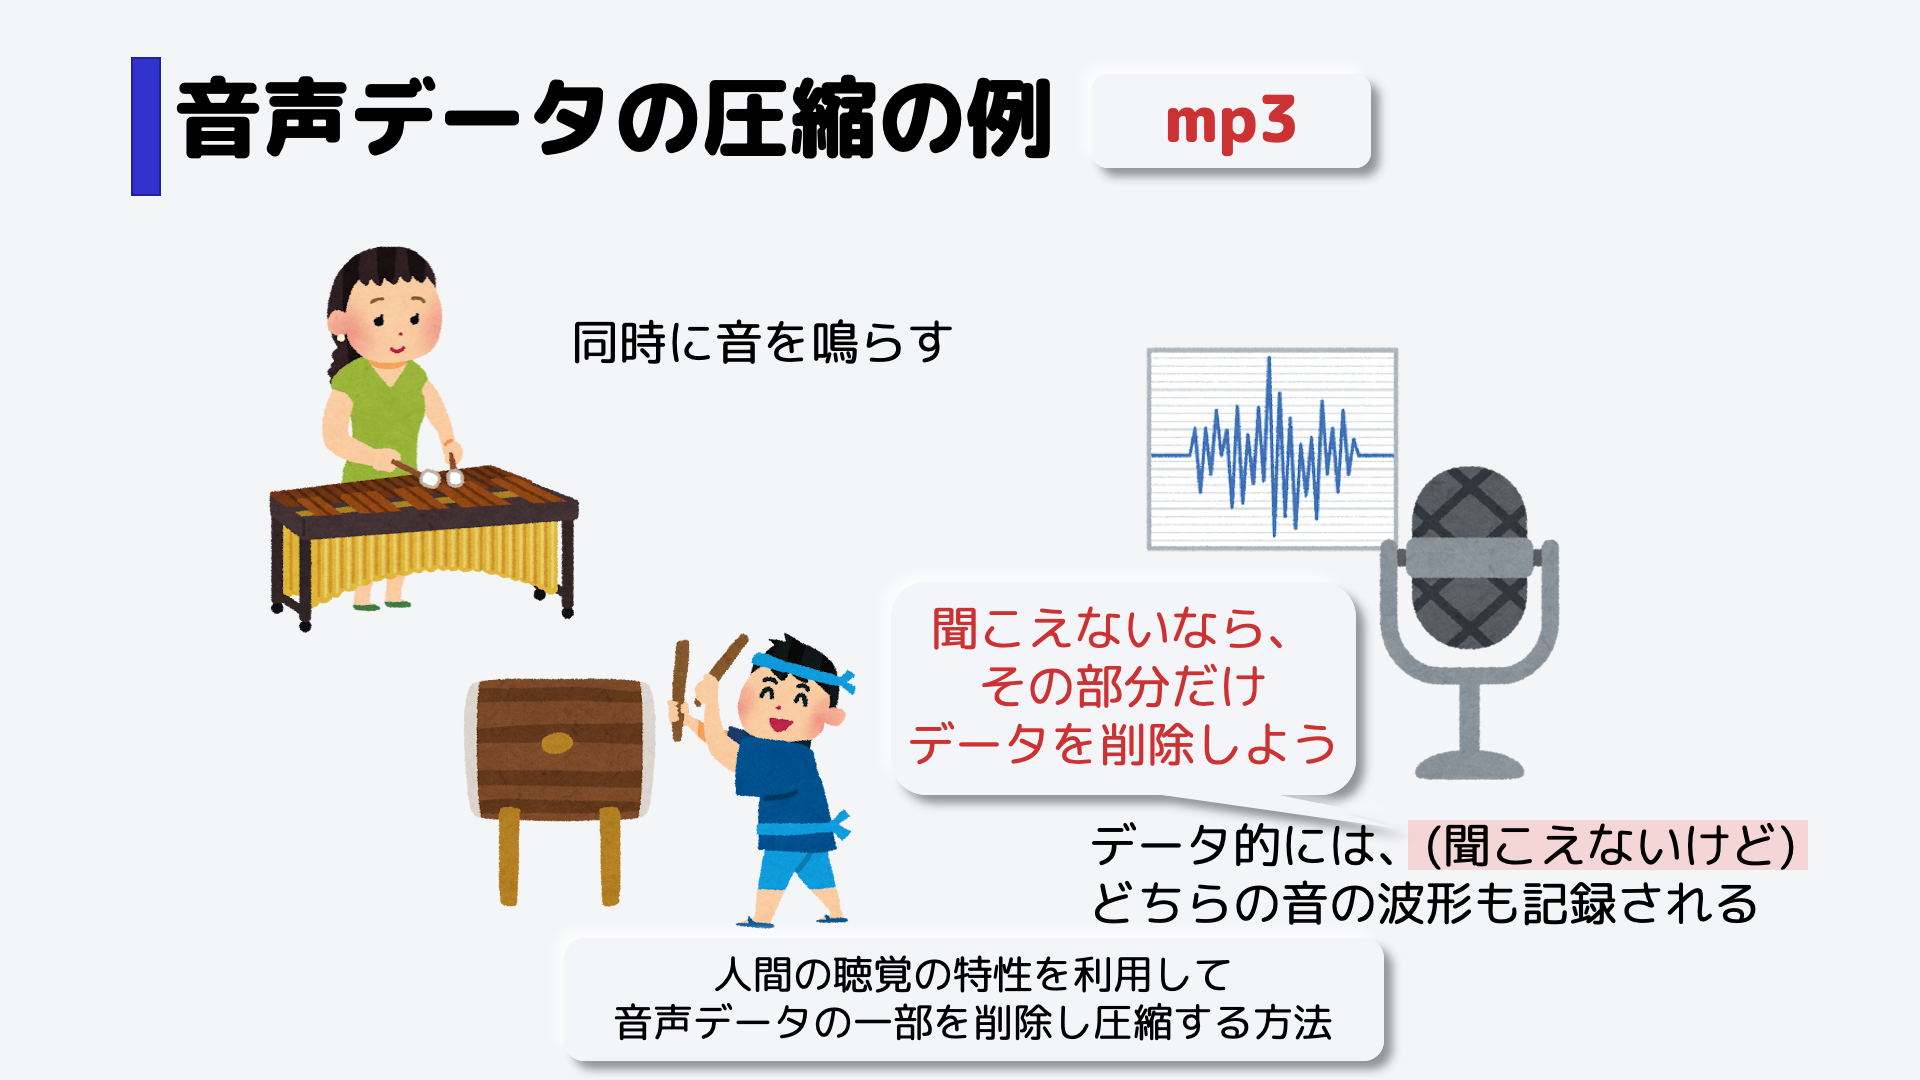 音声データの圧縮の例
mp3
同時に音を鳴らす
聞こえないなら、
その部分だけ
データを削除しよう
データ的には、(聞こえないけど)
どちらの音の波形も記録される
人間の聴覚の特性を利用して
音声データの一部を削除し圧縮する方法